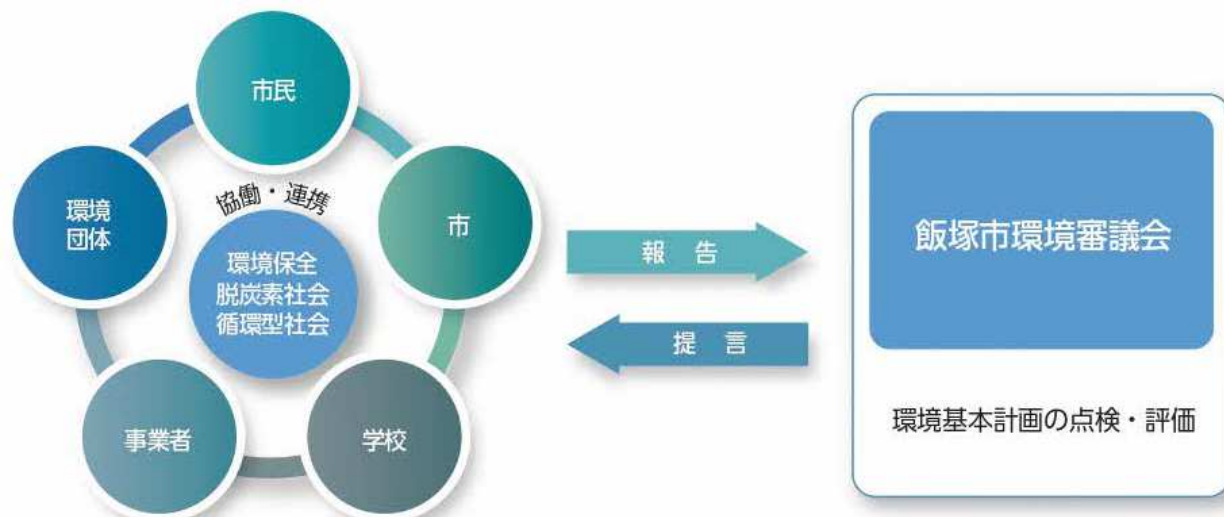 市民
環境
団体
市
協働・連携
環境保全
脱炭素社会
循環型社会
事業者
学校
報 告
提 言
飯塚市環境審議会
環境基本計画の点検・評価